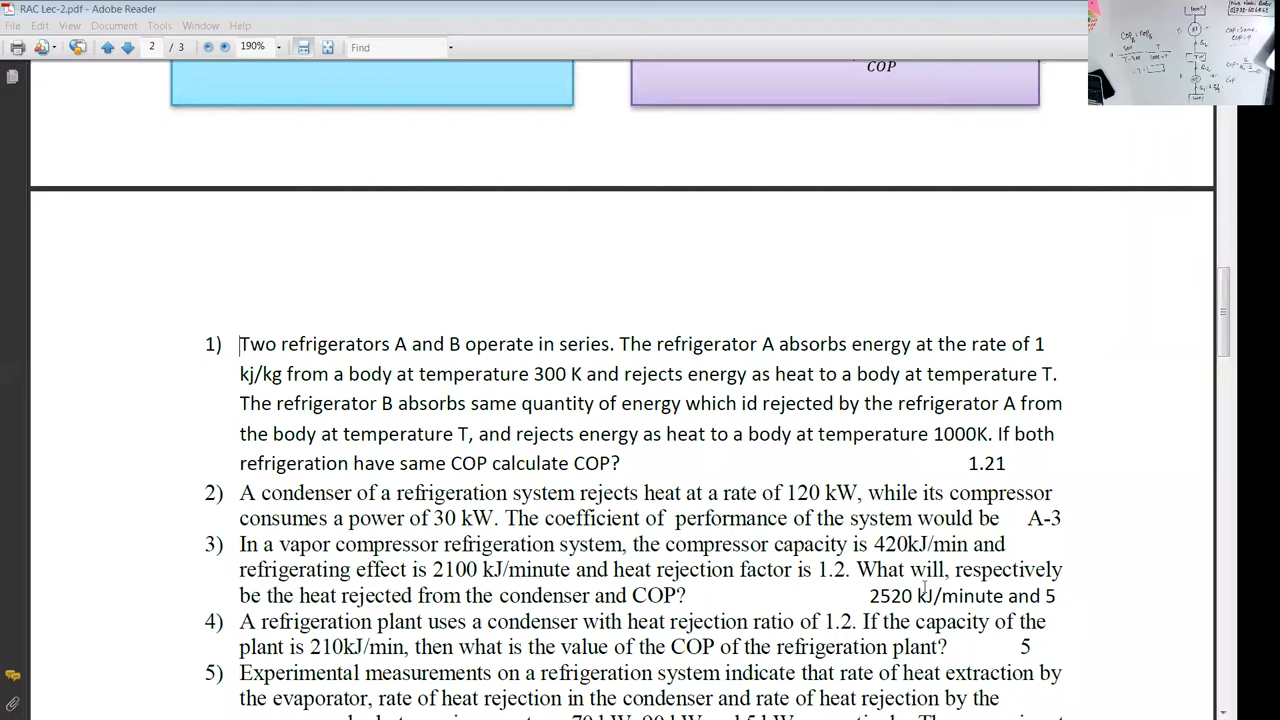 RAC Lec-2.pdf - Adobe Reader
File Edit View Document Tools Window Help
2 / 3 190% Find
COP
1) Two refrigerators A and B operate in series. The refrigerator A absorbs energy at the rate of 1
kj/kg from a body at temperature 300 K and rejects energy as heat to a body at temperature T.
The refrigerator B absorbs same quantity of energy which id rejected by the refrigerator A from
the body at temperature T, and rejects energy as heat to a body at temperature 1000K. If both
refrigeration have same COP calculate COP? 1.21
2) A condenser of a refrigeration system rejects heat at a rate of 120 kW, while its compressor
consumes a power of 30 kW. The coefficient of performance of the system would be A-3
3) In a vapor compressor refrigeration system, the compressor capacity is 420kJ/min and
refrigerating effect is 2100 kJ/minute and heat rejection factor is 1.2. What will, respectively
be the heat rejected from the condenser and COP? 2520 kJ/minute and 5
4) A refrigeration plant uses a condenser with heat rejection ratio of 1.2. If the capacity of the
plant is 210kJ/min, then what is the value of the COP of the refrigeration plant? 5
5) Experimental measurements on a refrigeration system indicate that rate of heat extraction by
the evaporator, rate of heat rejection in the condenser and rate of heat rejection by the